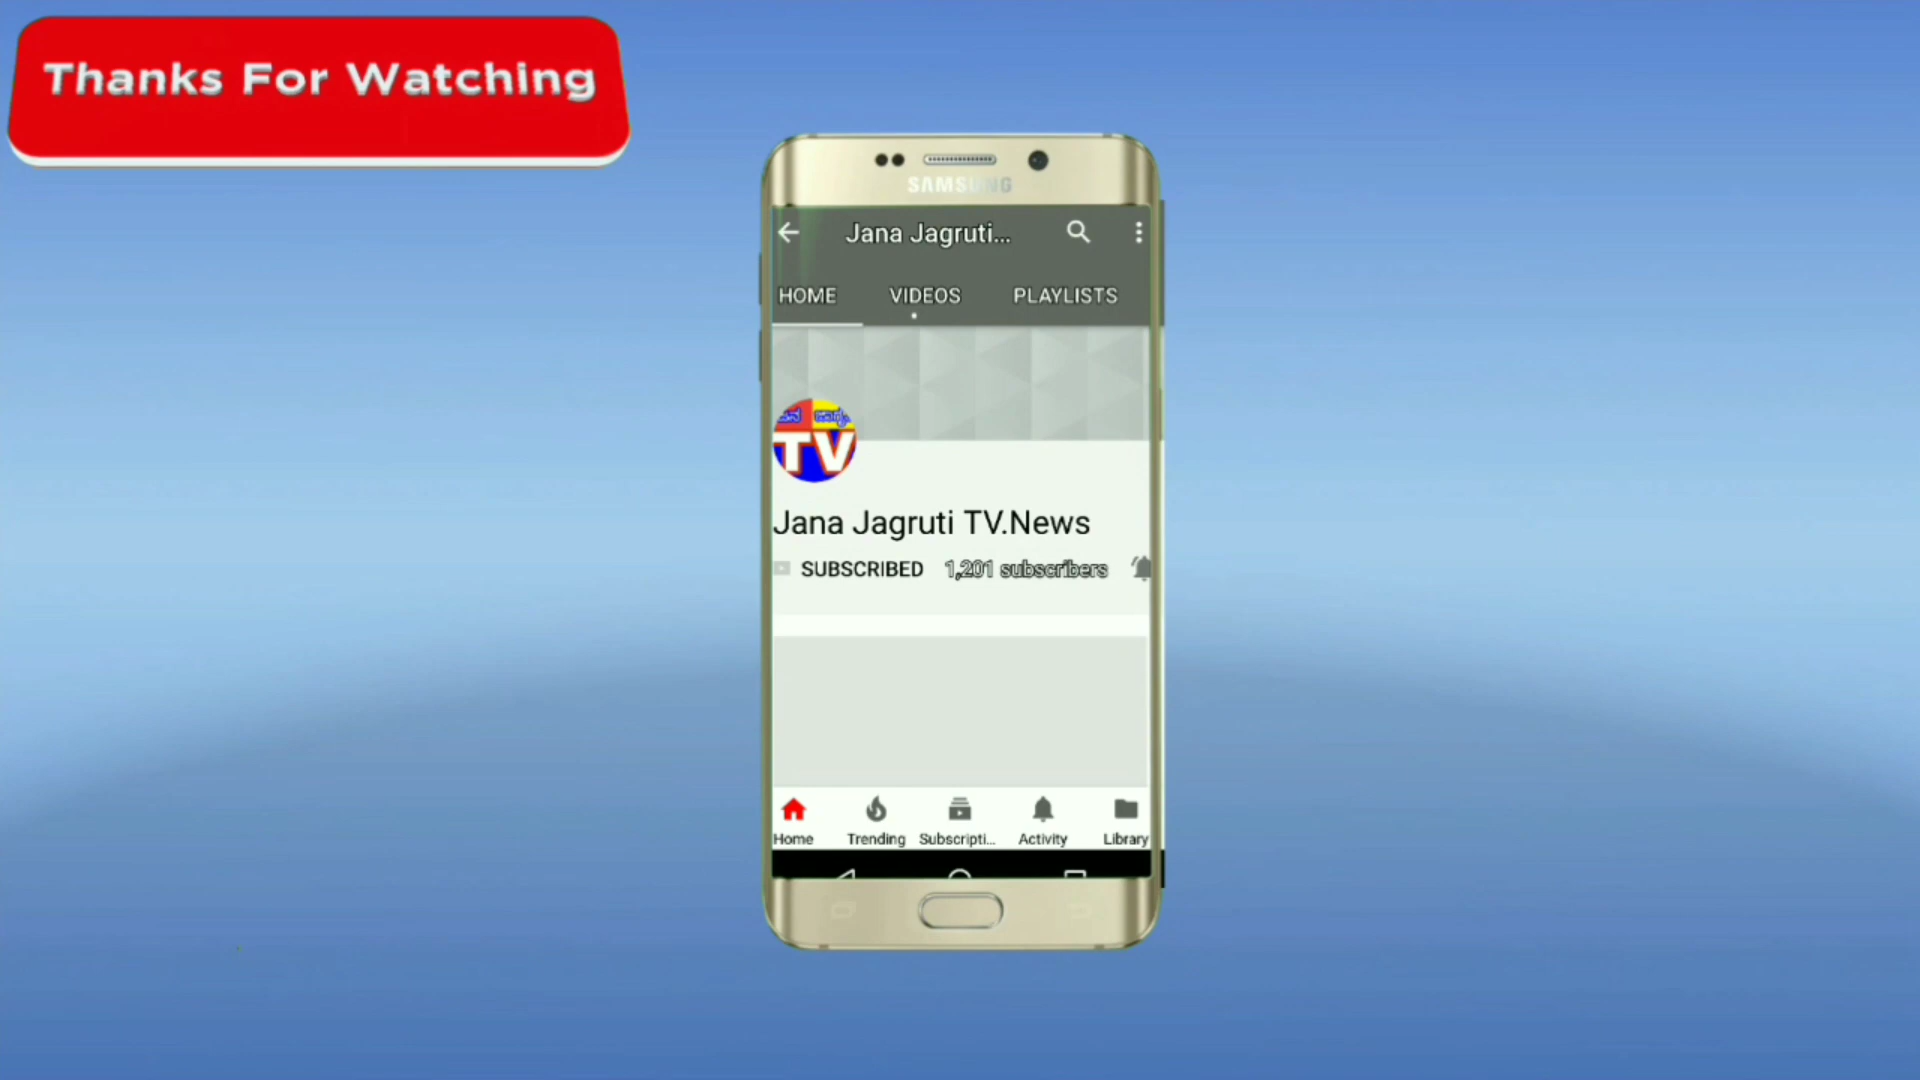 Thanks For Watching
SAMSUNG
Jana Jagruti...
HOME VIDEOS PLAYLISTS
TV
Jana Jagruti TV.News
SUBSCRIBED 1,201 subscribers
Home Trending Subscripti... Activity Library